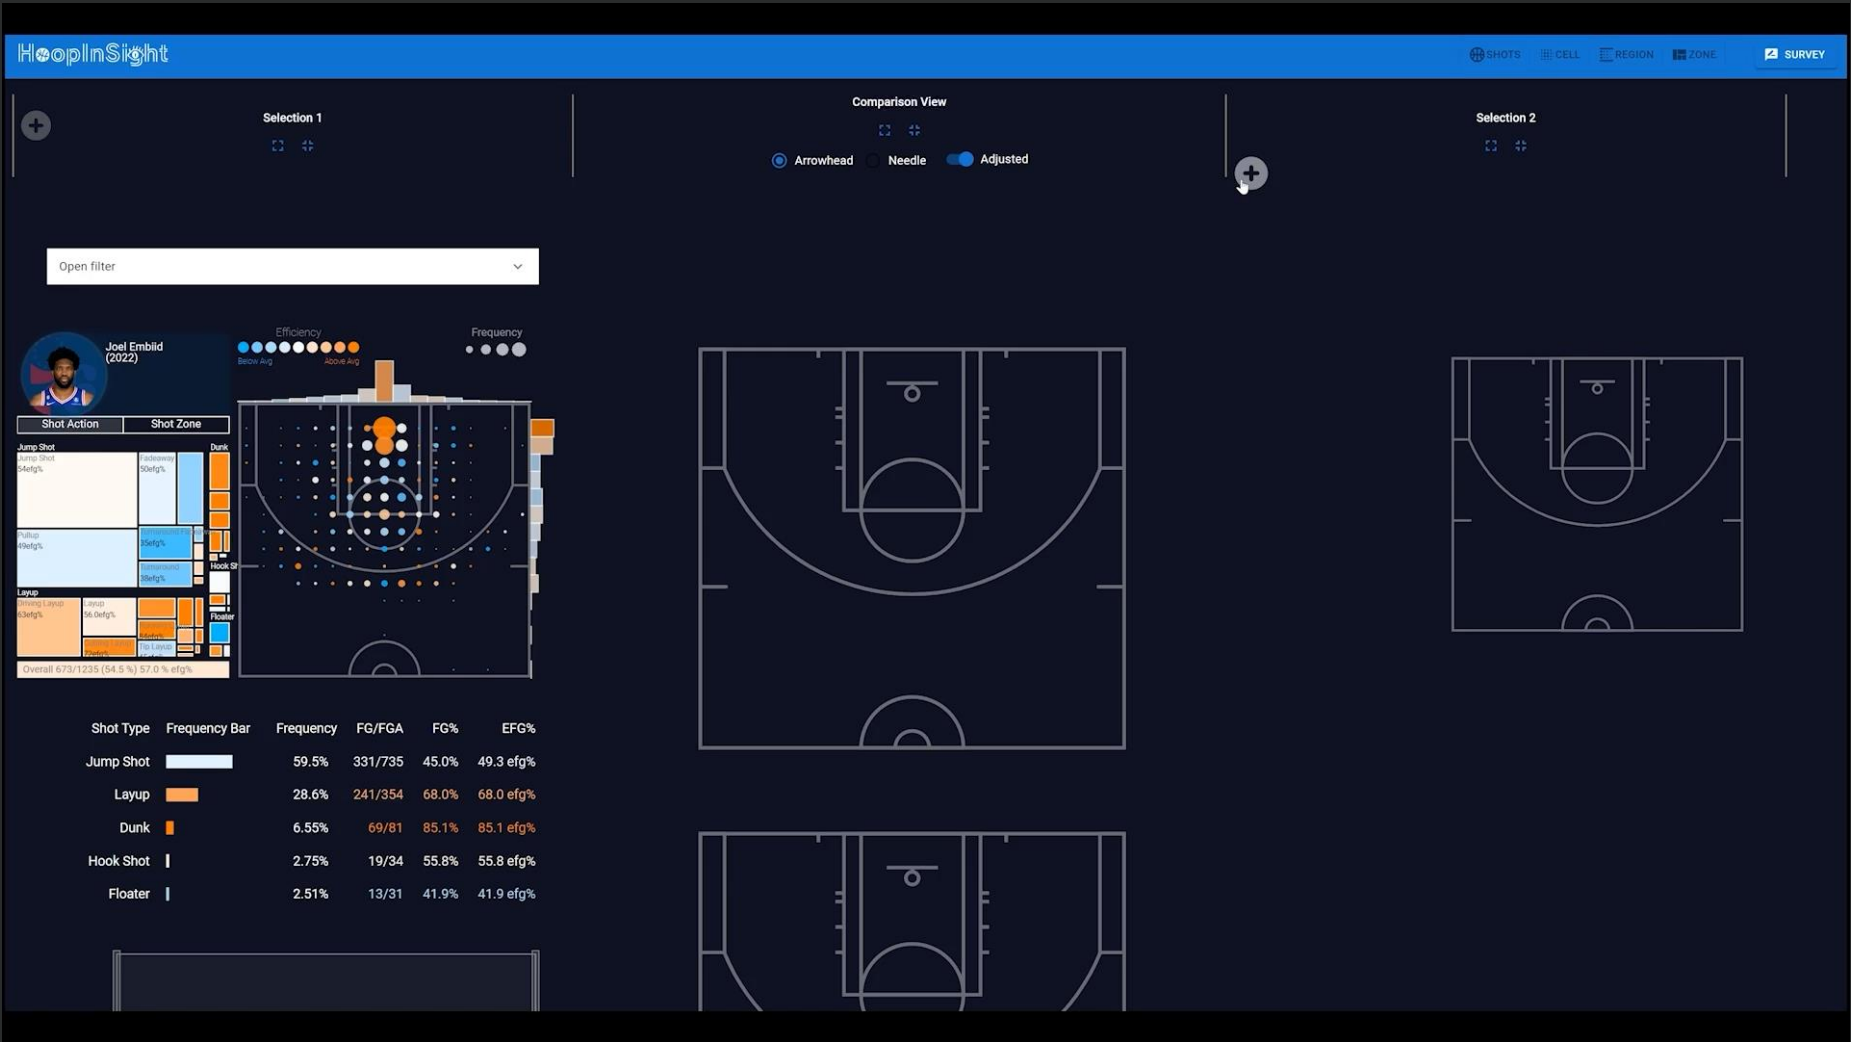 HoopInSight
SHOTS CELL REGION ZONE SURVEY
Selection 1
Comparison View
Arrowhead Needle Adjusted
Selection 2
Open filter
Joel Embiid
(2022)
Efficiency
Below Avg Above Avg
Frequency
Shot Action Shot Zone
Jump Shot
Jump Shot
54efg%
Fadeaway
50efg%
Dunk
Pullup
49efg%
35efg%
Turnaround
38efg%
Layup
Driving Layup
63efg%
Layup
56.0efg%
72efg%
Tip Layup
Floater
Overall 673/1235 (54.5 %) 57.0 % efg%
Shot Type Frequency Bar Frequency FG/FGA FG% EFG%
Jump Shot 59.5% 331/735 45.0% 49.3 efg%
Layup 28.6% 241/354 68.0% 68.0 efg%
Dunk 6.55% 69/81 85.1% 85.1 efg%
Hook Shot 2.75% 19/34 55.8% 55.8 efg%
Floater 2.51% 13/31 41.9% 41.9 efg%